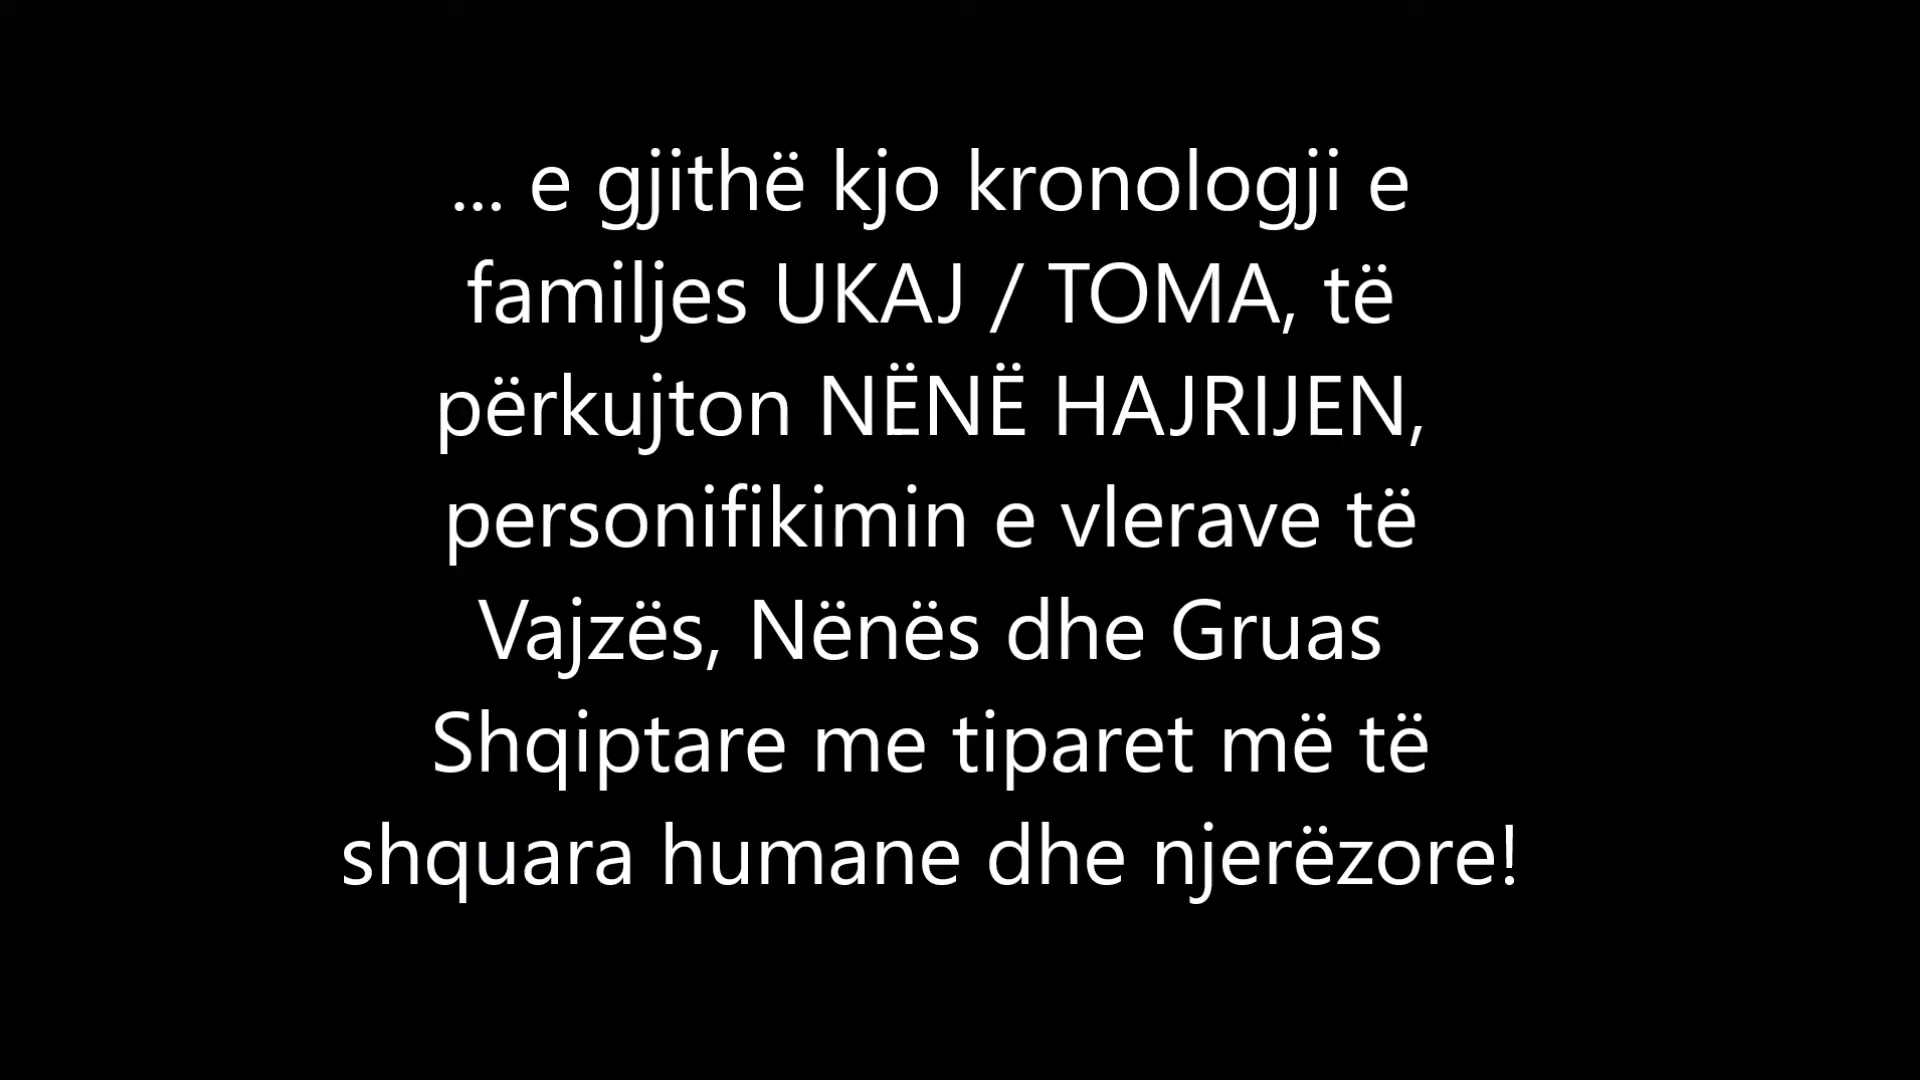 ... e gjithë kjo kronologji e
familjes UKAJ / TOMA, të
përkujton NËNË HAJRIJEN,
personifikimin e vlerave të
Vajzës, Nënës dhe Gruas
Shqiptare me tiparet më të
shquara humane dhe njerëzore!